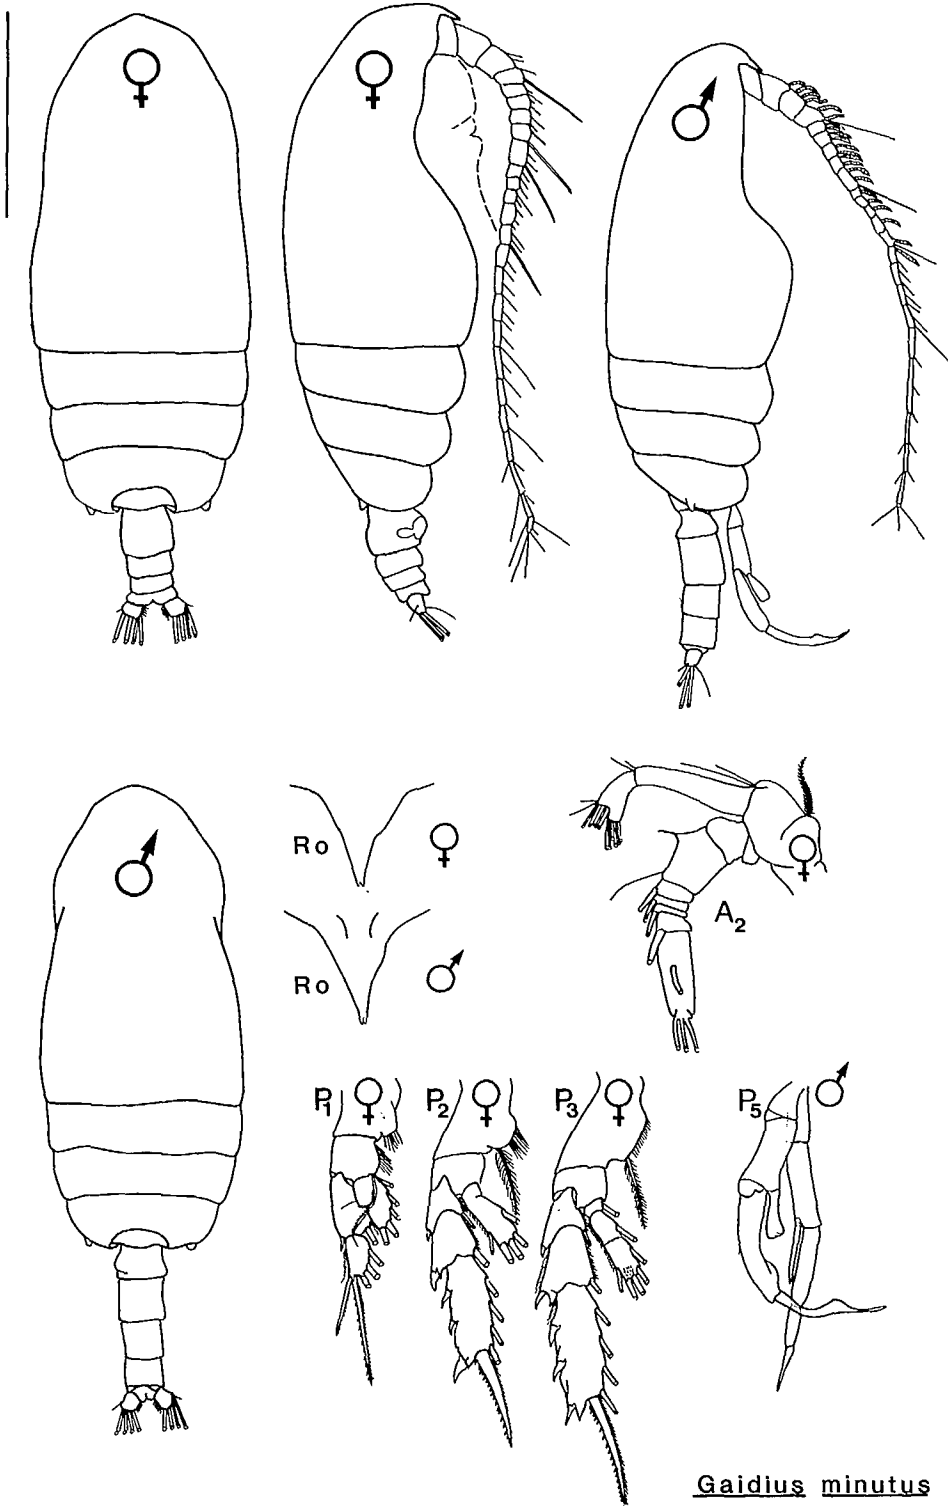 ♀
♀
♂
♂
Ro ♀
Ro ♂
A2 ♀
P1 ♀
P2 ♀
P3 ♀
P5 ♂
Gaidius minutus